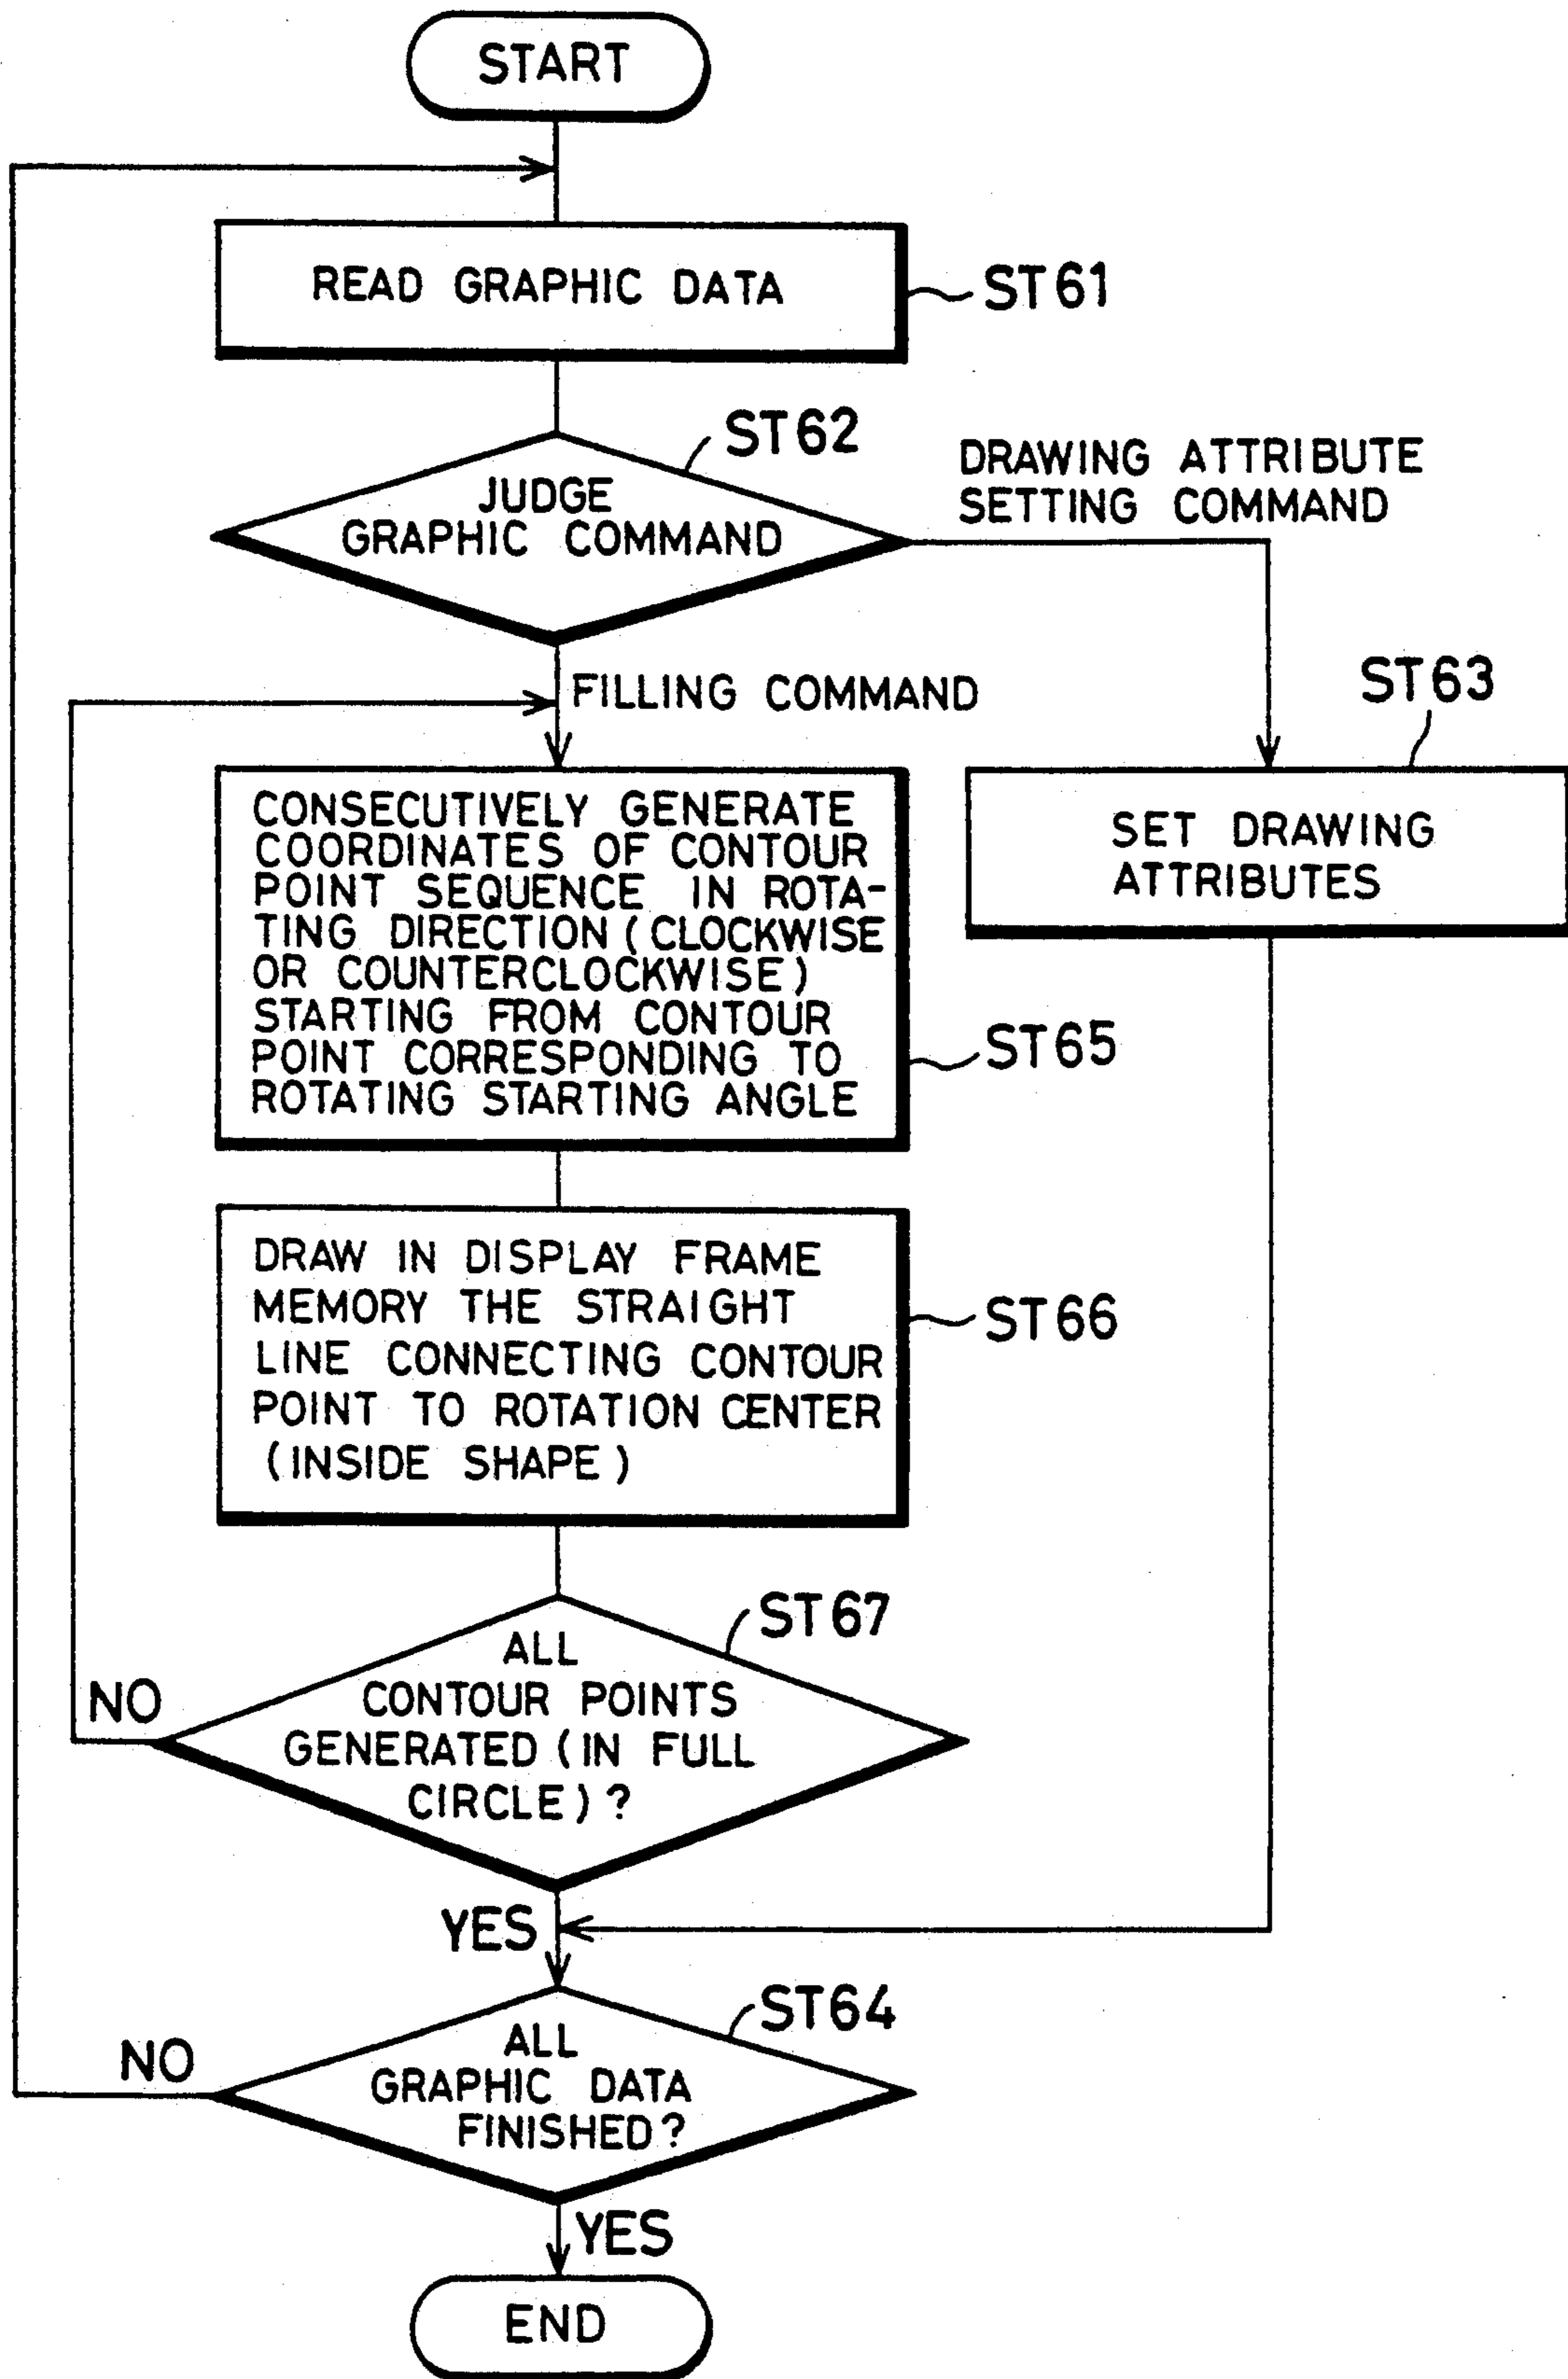 START
READ GRAPHIC DATA
ST61
ST62
JUDGE
GRAPHIC COMMAND
DRAWING ATTRIBUTE
SETTING COMMAND
FILLING COMMAND
ST63
SET DRAWING
ATTRIBUTES
CONSECUTIVELY GENERATE
COORDINATES OF CONTOUR
POINT SEQUENCE IN ROTA-
TING DIRECTION (CLOCKWISE
OR COUNTERCLOCKWISE)
STARTING FROM CONTOUR
POINT CORRESPONDING TO
ROTATING STARTING ANGLE
ST65
DRAW IN DISPLAY FRAME
MEMORY THE STRAIGHT
LINE CONNECTING CONTOUR
POINT TO ROTATION CENTER
(INSIDE SHAPE)
ST66
ST67
ALL
CONTOUR POINTS
GENERATED (IN FULL
CIRCLE)?
NO
YES
ST64
ALL
GRAPHIC DATA
FINISHED?
NO
YES
END